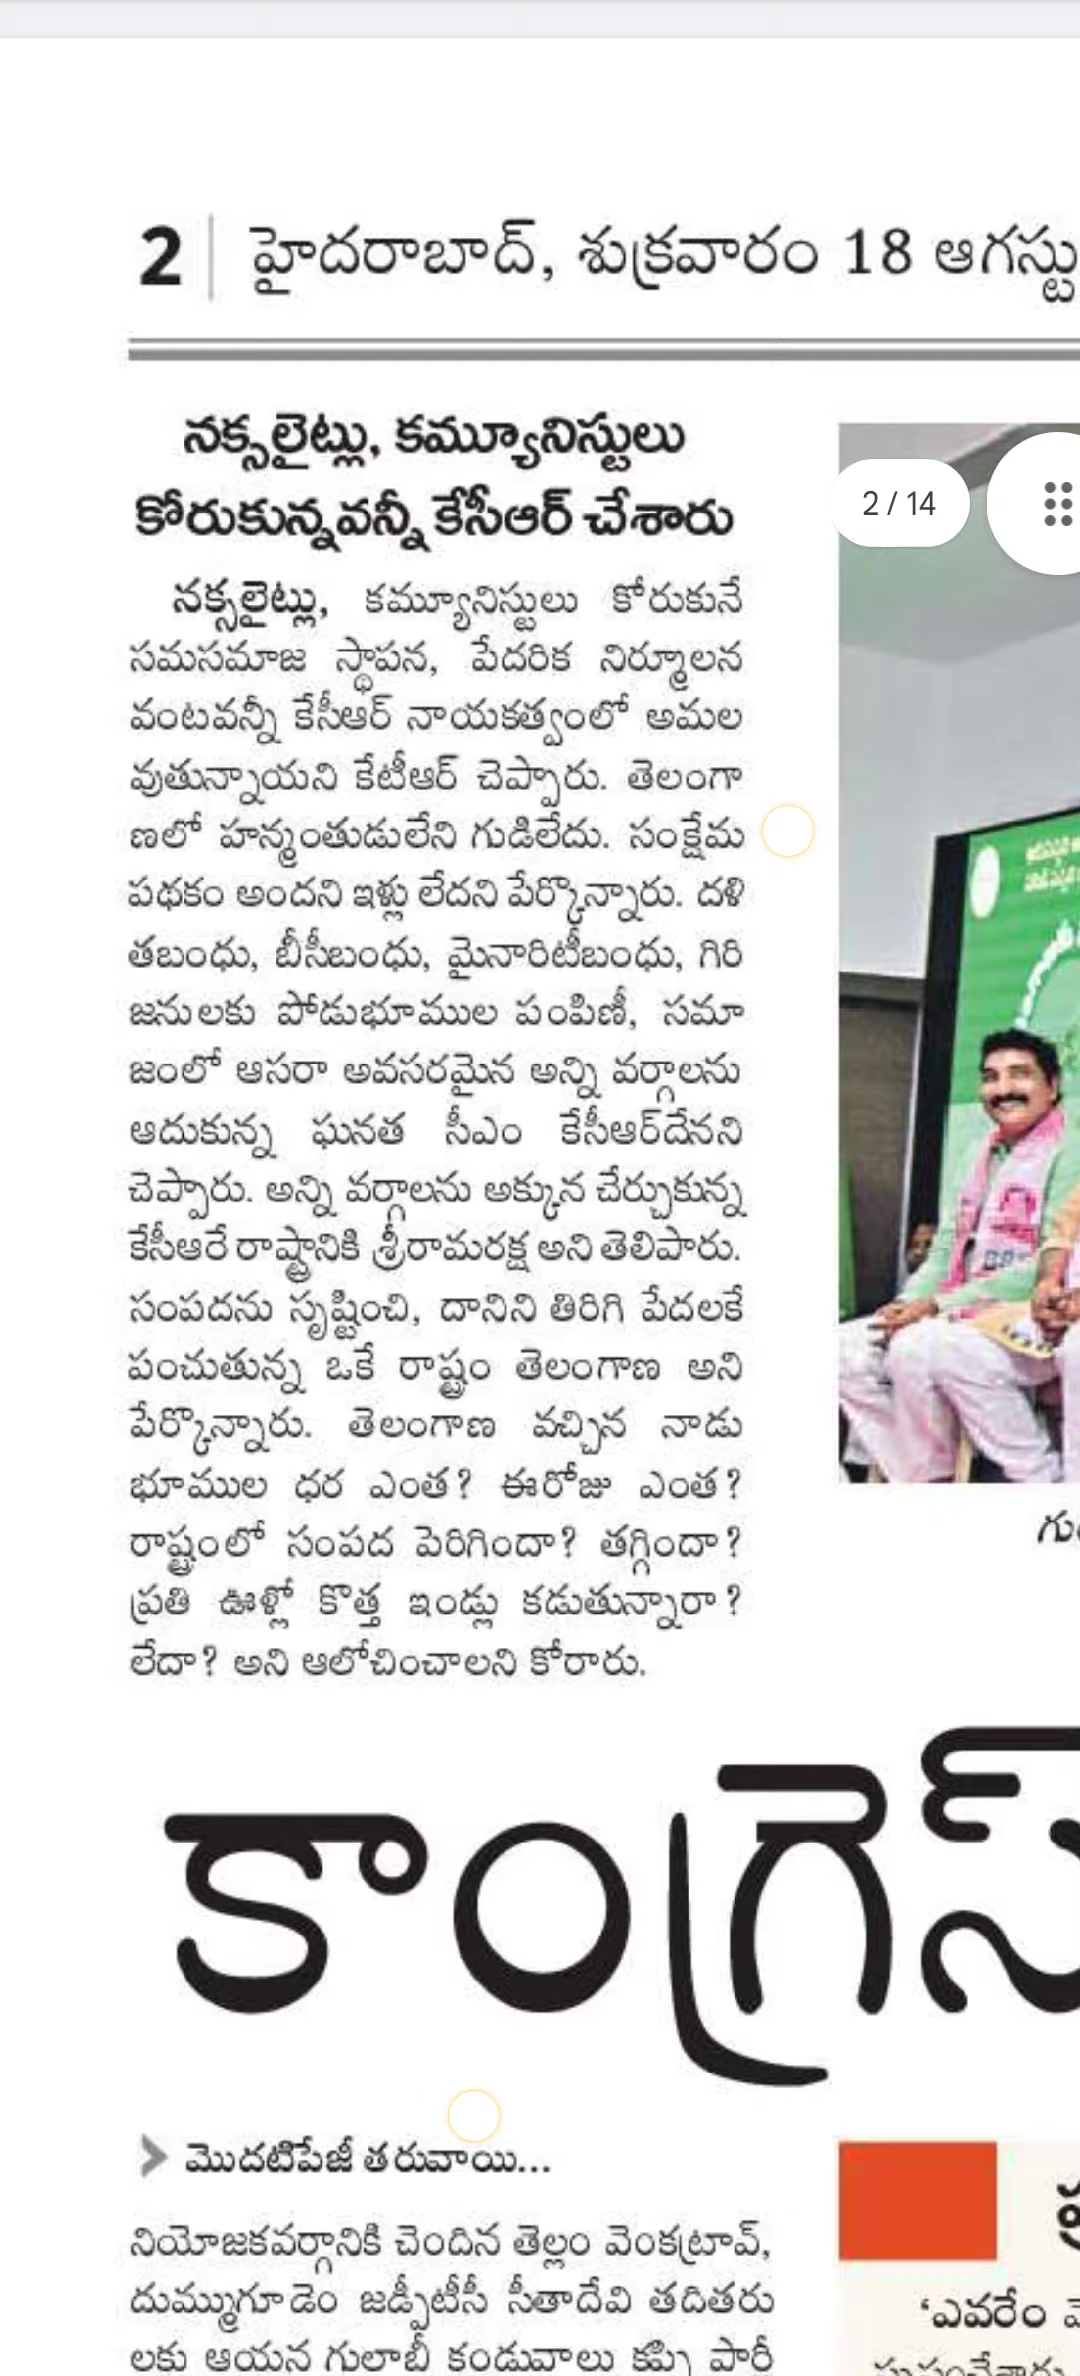 2 హైదరాబాద్, శుక్రవారం 18 ఆగస్టు
నక్సలైట్లు, కమ్యూనిస్టులు
కోరుకున్నవన్నీ కేసీఆర్ చేశారు
2 / 14
నక్సలైట్లు, కమ్యూనిస్టులు కోరుకునే
సమసమాజ స్థాపన, పేదరిక నిర్మూలన
వంటవన్నీ కేసీఆర్ నాయకత్వంలో అమల
వుతున్నాయని కేటీఆర్ చెప్పారు. తెలంగా
ణలో హన్మంతుడులేని గుడిలేదు. సంక్షేమ
పథకం అందని ఇళ్లు లేదని పేర్కొన్నారు. దళి
తబంధు, బీసీబంధు, మైనారిటీబంధు, గిరి
జనులకు పోడుభూముల పంపిణీ, సమా
జంలో ఆసరా అవసరమైన అన్ని వర్గాలను
ఆదుకున్న ఘనత సీఎం కేసీఆర్‌దేనని
చెప్పారు. అన్ని వర్గాలను అక్కున చేర్చుకున్న
కేసీఆరే రాష్ట్రానికి శ్రీరామరక్ష అని తెలిపారు.
సంపదను సృష్టించి, దానిని తిరిగి పేదలకే
పంచుతున్న ఒకే రాష్ట్రం తెలంగాణ అని
పేర్కొన్నారు. తెలంగాణ వచ్చిన నాడు
భూముల ధర ఎంత? ఈరోజు ఎంత?
రాష్ట్రంలో సంపద పెరిగిందా? తగ్గిందా?
ప్రతి ఊళ్లో కొత్త ఇండ్లు కడుతున్నారా?
లేదా? అని ఆలోచించాలని కోరారు.
కాంగ్రెస్
మొదటిపేజీ తరువాయి...
నియోజకవర్గానికి చెందిన తెల్లం వెంకట్రావ్,
దుమ్ముగూడెం జడ్పీటీసీ సీతాదేవి తదితరు
లకు ఆయన గులాబీ కండువాలు కప్పి పార్టీ
‘ఎవరేం